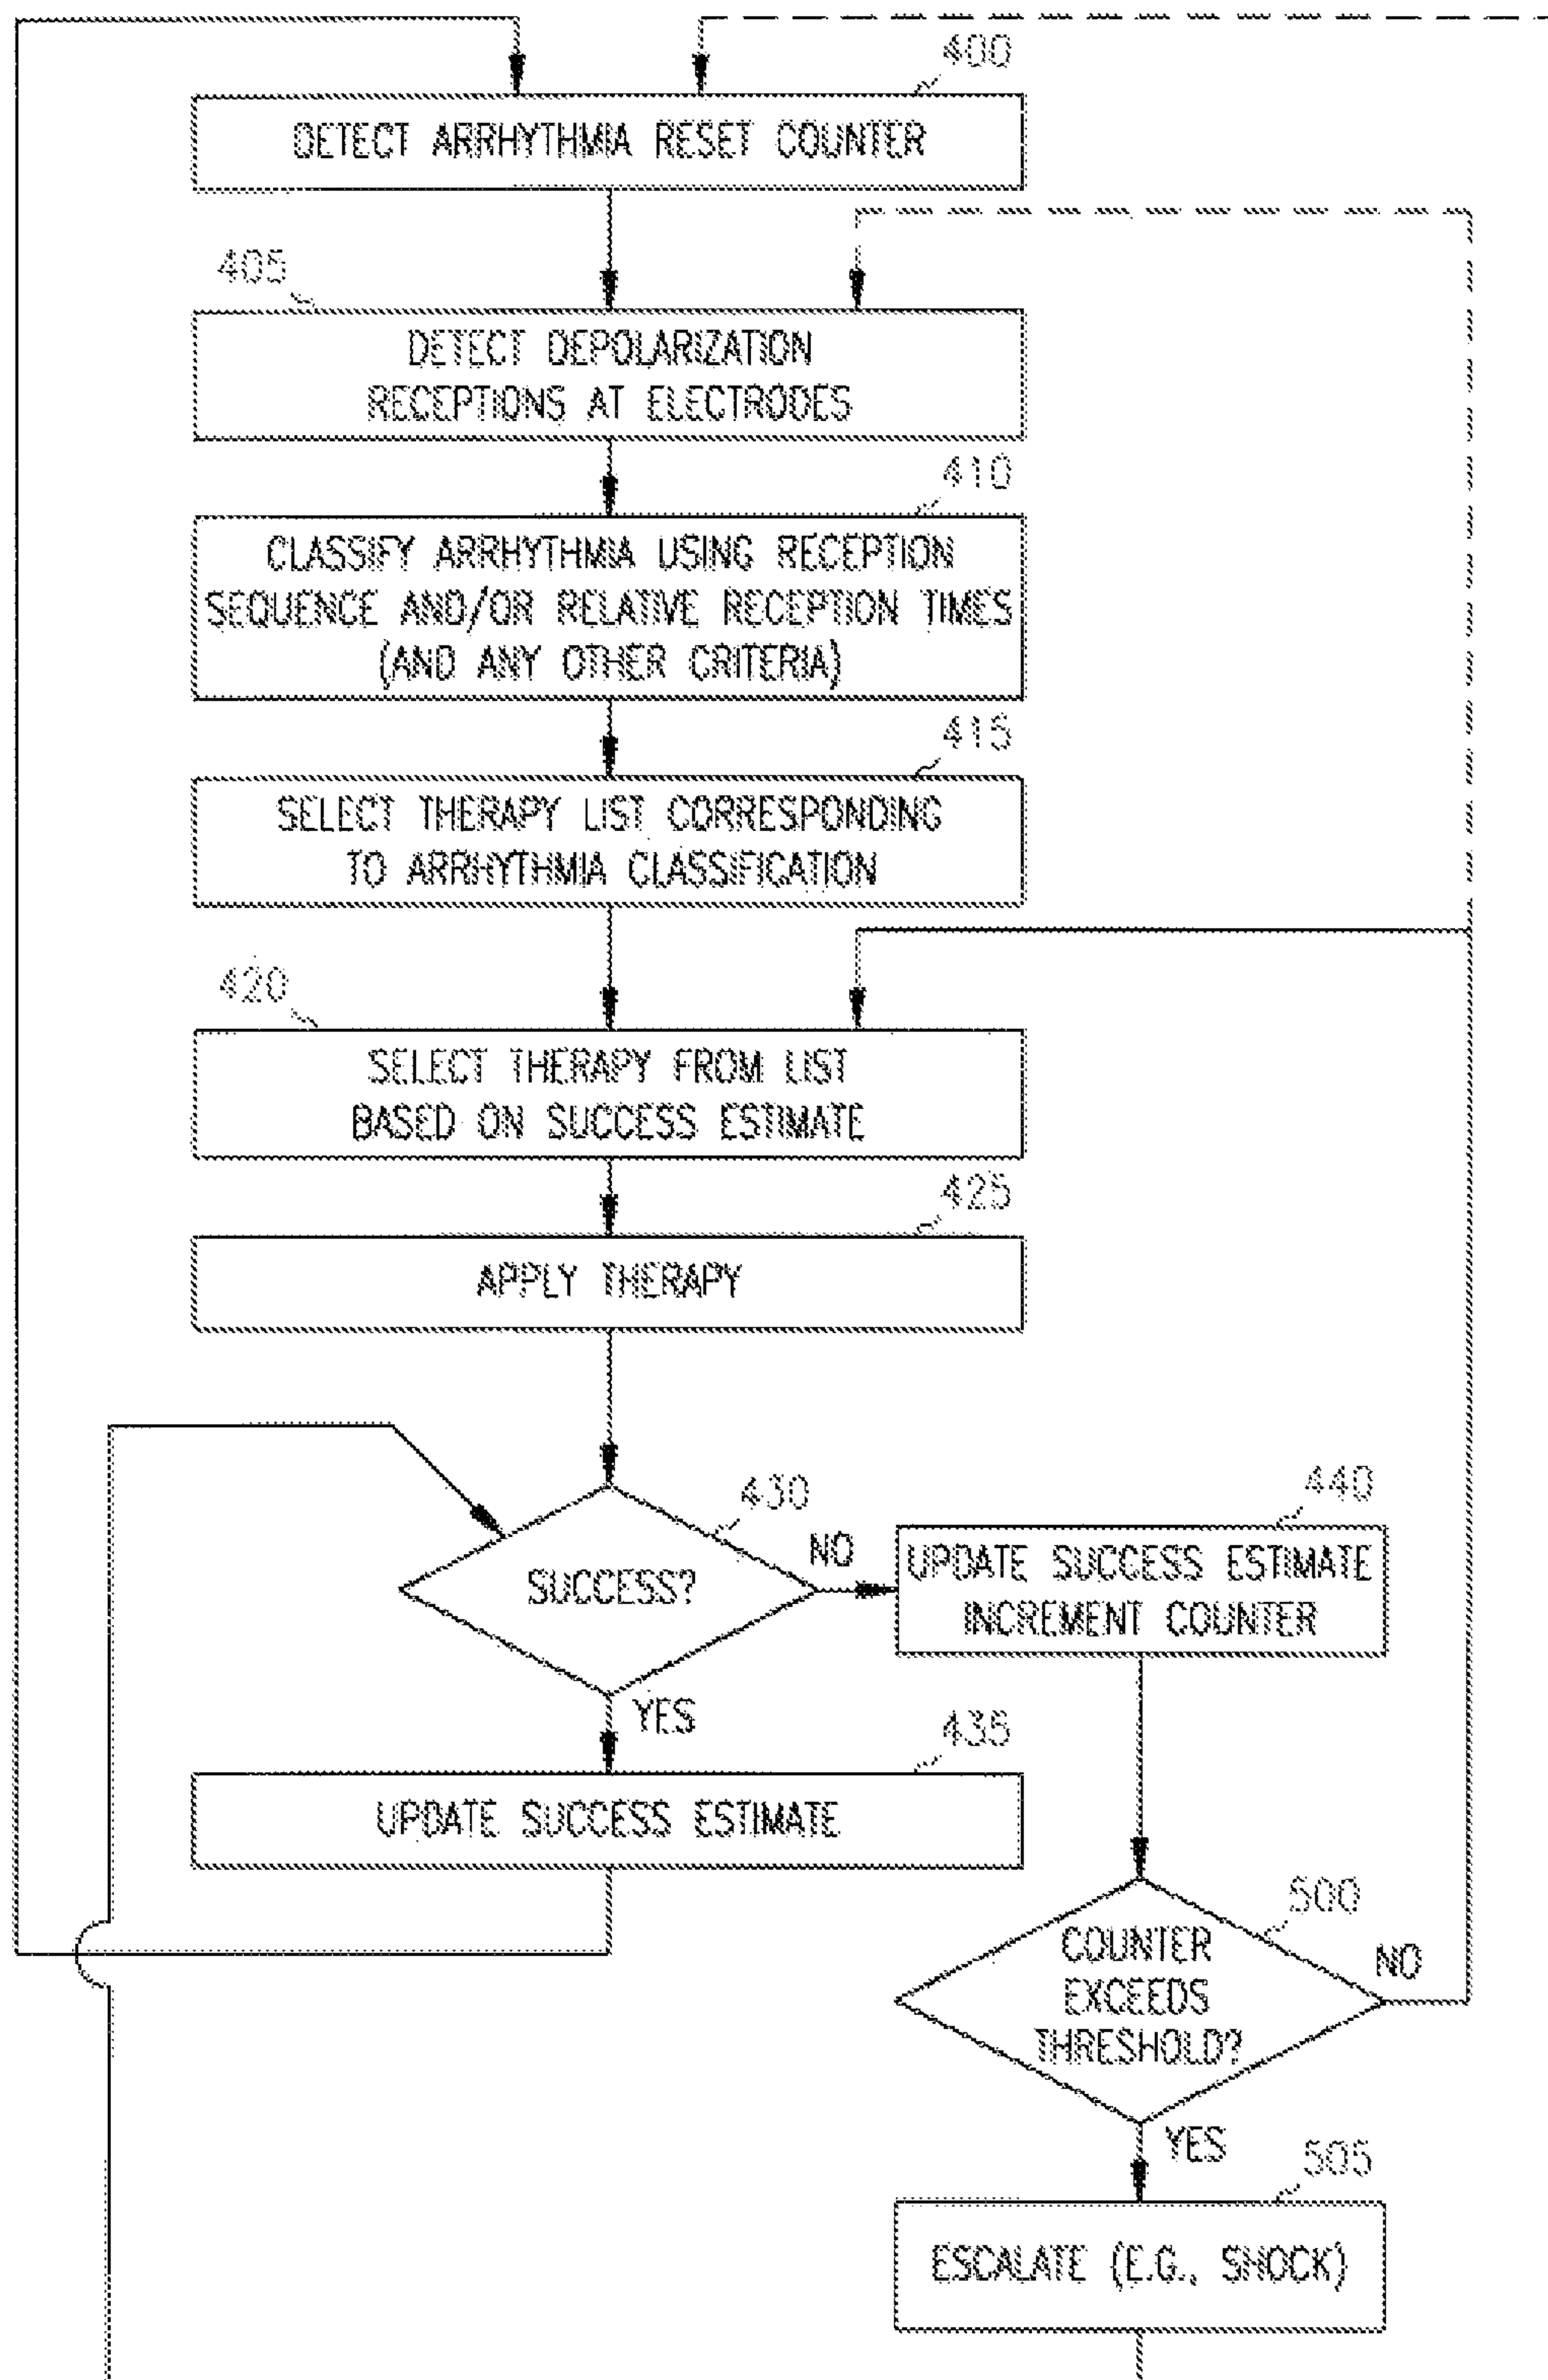 400
DETECT ARRHYTHMIA RESET COUNTER
405
DETECT DEPOLARIZATION
RECEPTIONS AT ELECTRODES
410
CLASSIFY ARRHYTHMIA USING RECEPTION
SEQUENCE AND/OR RELATIVE RECEPTION TIMES
(AND ANY OTHER CRITERIA)
415
SELECT THERAPY LIST CORRESPONDING
TO ARRHYTHMIA CLASSIFICATION
420
SELECT THERAPY FROM LIST
BASED ON SUCCESS ESTIMATE
425
APPLY THERAPY
430
SUCCESS?
NO
440
UPDATE SUCCESS ESTIMATE
INCREMENT COUNTER
YES
435
UPDATE SUCCESS ESTIMATE
500
COUNTER
EXCEEDS
THRESHOLD?
NO
YES
505
ESCALATE (E.G., SHOCK)